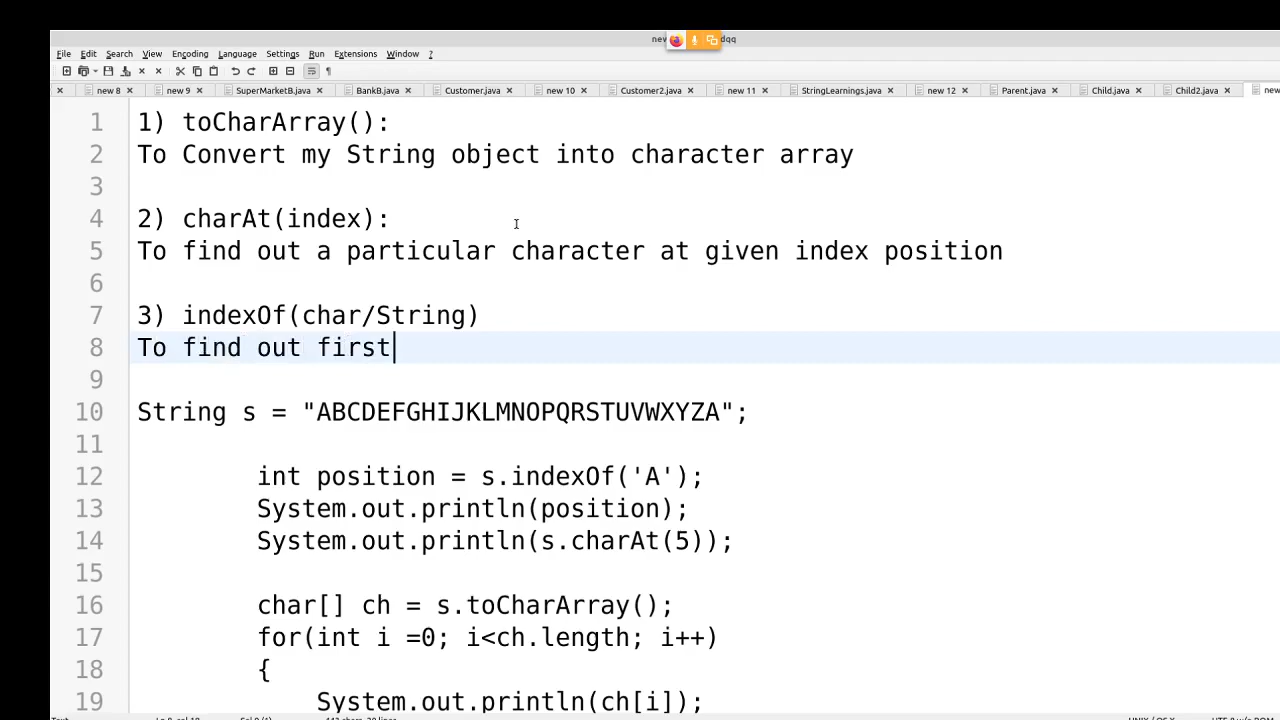 new dqq
File Edit Search View Encoding Language Settings Run Extensions Window ?
new 8 new 9 SuperMarketB.java BankB.java Customer.java new 10 Customer2.java new 11 StringLearnings.java new 12 Parent.java Child.java Child2.java new
1 1) toCharArray():
2 To Convert my String object into character array
3
4 2) charAt(index):
5 To find out a particular character at given index position
6
7 3) indexOf(char/String)
8 To find out first
9
10 String s = "ABCDEFGHIJKLMNOPQRSTUVWXYZA";
11
12 int position = s.indexOf('A');
13 System.out.println(position);
14 System.out.println(s.charAt(5));
15
16 char[] ch = s.toCharArray();
17 for(int i =0; i<ch.length; i++)
18 {
19 System.out.println(ch[i]);